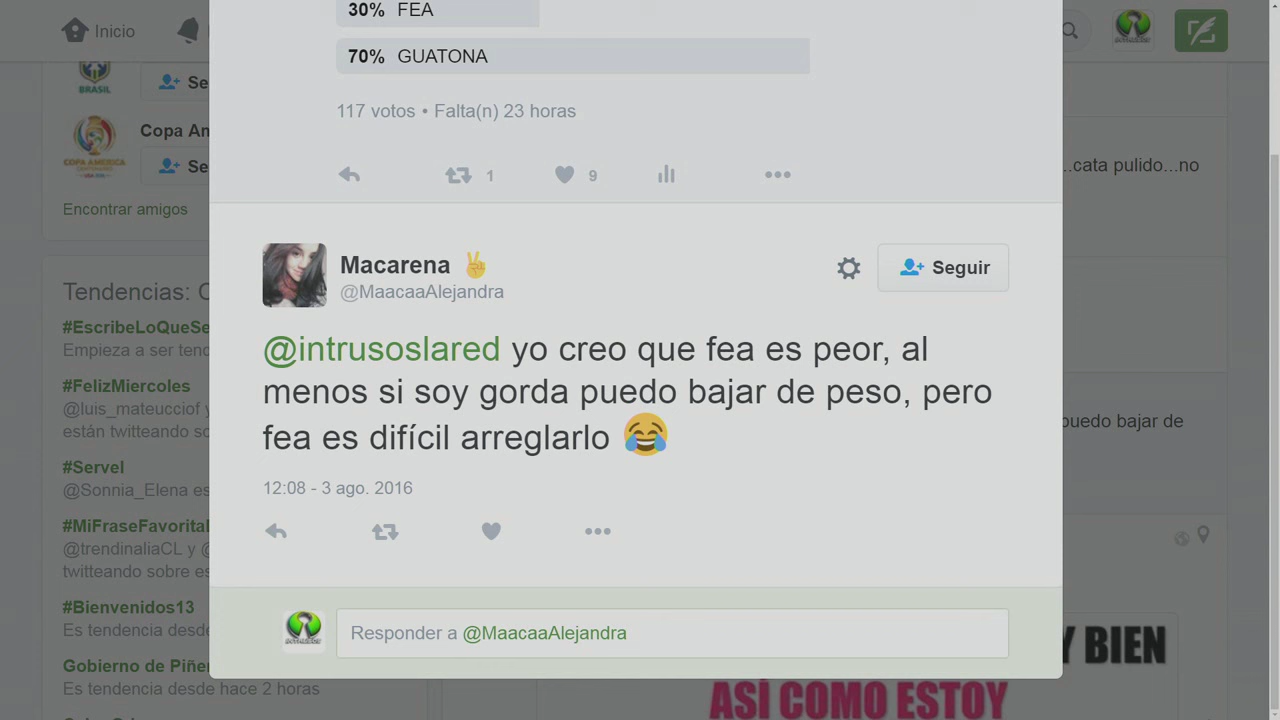 30% FEA
Inicio
70% GUATONA
BRASIL
Se
117 votos • Falta(n) 23 horas
Copa Am
COPA AMERICA
CENTENARIO
Se
...cata pulido...no
1
9
Encontrar amigos
Macarena ✌
@MaacaaAlejandra
Seguir
Tendencias: C
#EscribeLoQueSe
Empieza a ser tend
@intrusoslared yo creo que fea es peor, al
menos si soy gorda puedo bajar de peso, pero
fea es difícil arreglarlo 😂
#FelizMiercoles
@luis_mateucciof y
están twitteando so
puedo bajar de
#Servel
@Sonnia_Elena es
12:08 - 3 ago. 2016
#MiFraseFavorita
@trendinaliaCL y @
twitteando sobre es
#Bienvenidos13
Es tendencia desde
Responder a @MaacaaAlejandra
Y BIEN
Gobierno de Piñer
Es tendencia desde hace 2 horas
ASÍ COMO ESTOY